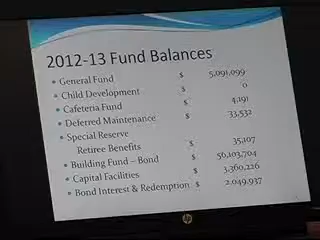 2012-13 Fund Balances
• General Fund $ 5,091,099
• Child Development $ 0
• Cafeteria Fund $ 4,191
• Deferred Maintenance $ 33,532
• Special Reserve
Retiree Benefits $ 35,107
• Building Fund – Bond $ 56,103,704
• Capital Facilities $ 3,360,226
• Bond Interest & Redemption $ 2,049,937
hp